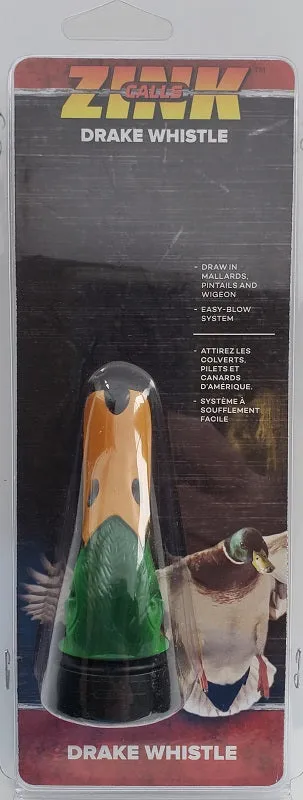 ZINK
CALLS
DRAKE WHISTLE
- DRAW IN
MALLARDS,
PINTAILS AND
WIGEON
- EASY-BLOW
SYSTEM
- ATTIREZ LES
COLVERTS,
PILETS ET
CANARDS
D'AMÉRIQUE.
- SYSTÈME À
SOUFFLEMENT
FACILE
DRAKE WHISTLE